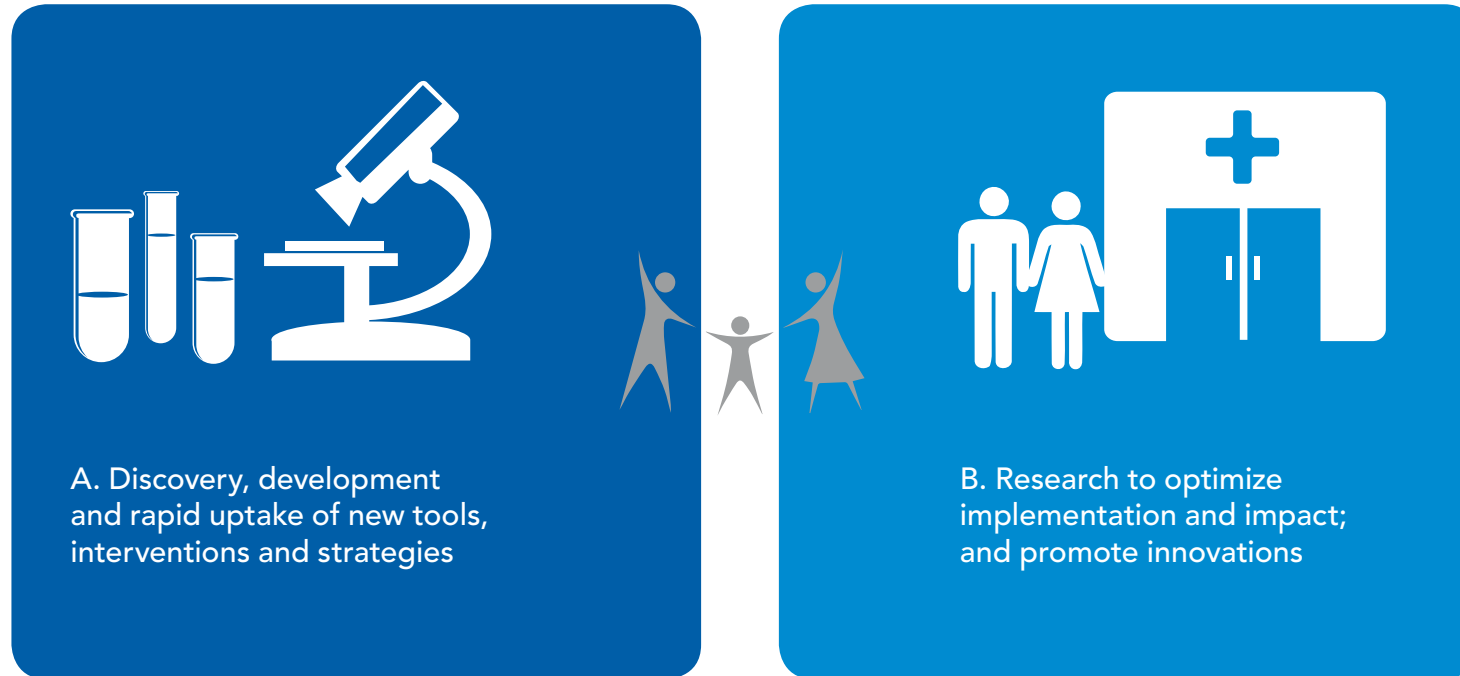 A. Discovery, development
and rapid uptake of new tools,
interventions and strategies
B. Research to optimize
implementation and impact;
and promote innovations